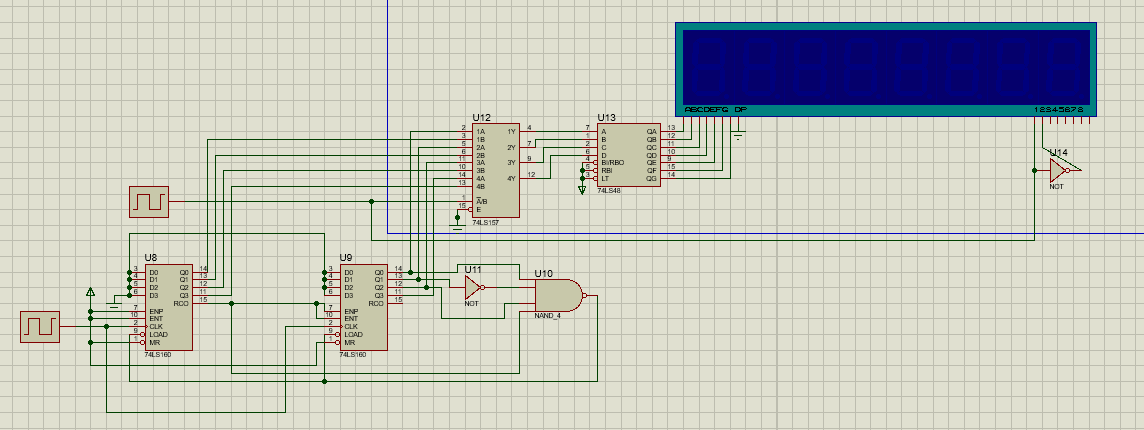 ABCDEFG DP
12345678
U12
2 1A 1Y 4
3 1B
5 2A 2Y 7
6 2B
11 3A 3Y 9
10 3B
14 4A 4Y 12
13 4B
1 A/B
15 E
74LS157
U13
7 A QA 13
1 B QB 12
2 C QC 11
6 D QD 10
4 BI/RBO QE 9
5 RBI QF 15
3 LT QG 14
74LS48
U14
NOT
U8
3 D0 Q0 14
4 D1 Q1 13
5 D2 Q2 12
6 D3 Q3 11
RCO 15
7 ENP
10 ENT
2 CLK
9 LOAD
1 MR
74LS160
U9
3 D0 Q0 14
4 D1 Q1 13
5 D2 Q2 12
6 D3 Q3 11
RCO 15
7 ENP
10 ENT
2 CLK
9 LOAD
1 MR
74LS160
U11
NOT
U10
NAND_4